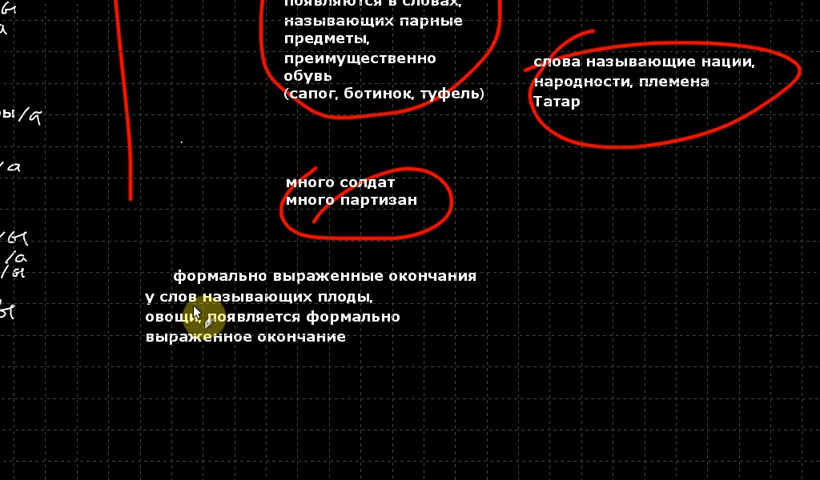 появляются в словах,
называющих парные
предметы,
преимущественно
обувь
(сапог, ботинок, туфель)
слова называющие нации,
народности, племена
Татар
много солдат
много партизан
формально выраженные окончания
у слов называющих плоды,
овощи, появляется формально
выраженное окончание
ы/а
/а
/ы
/а
/ы
ы